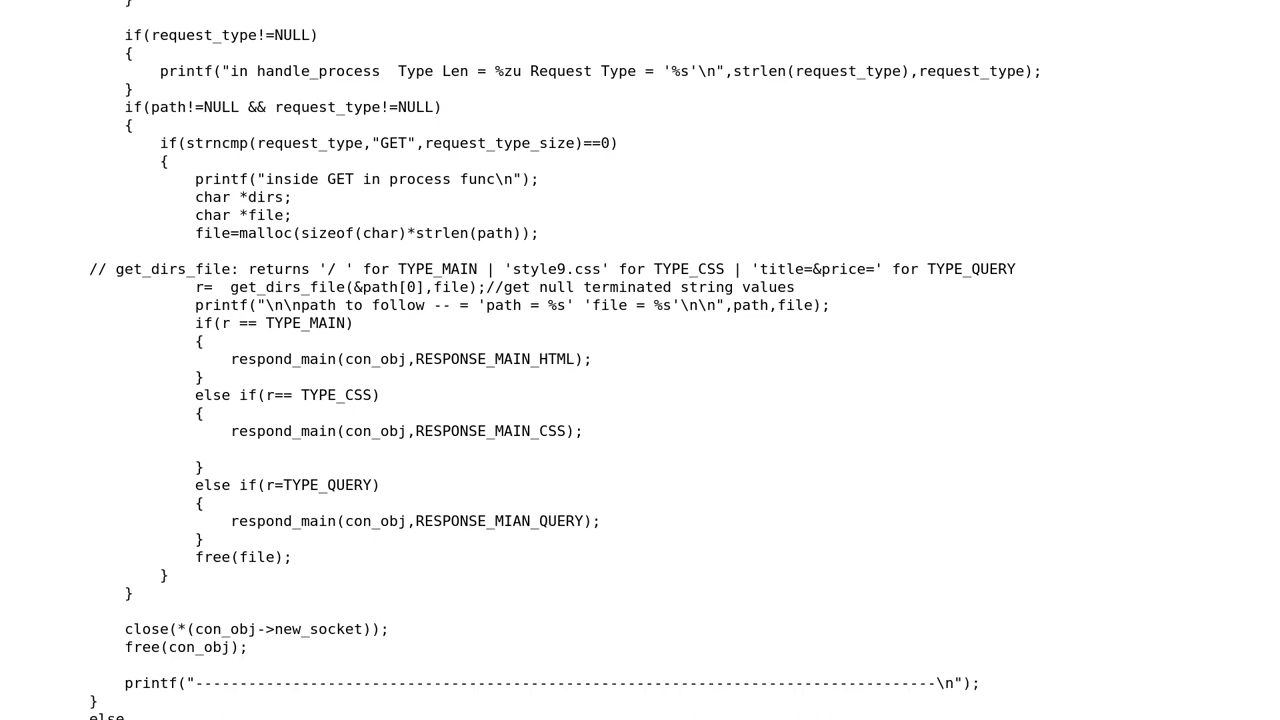 }
if(request_type!=NULL)
{
printf("in handle_process  Type Len = %zu Request Type = '%s'\n",strlen(request_type),request_type);
}
if(path!=NULL && request_type!=NULL)
{
if(strncmp(request_type,"GET",request_type_size)==0)
{
printf("inside GET in process func\n");
char *dirs;
char *file;
file=malloc(sizeof(char)*strlen(path));
// get_dirs_file: returns '/ ' for TYPE_MAIN | 'style9.css' for TYPE_CSS | 'title=&price=' for TYPE_QUERY
r=  get_dirs_file(&path[0],file);//get null terminated string values
printf("\n\npath to follow -- = 'path = %s' 'file = %s'\n\n",path,file);
if(r == TYPE_MAIN)
{
respond_main(con_obj,RESPONSE_MAIN_HTML);
}
else if(r== TYPE_CSS)
{
respond_main(con_obj,RESPONSE_MAIN_CSS);
}
else if(r=TYPE_QUERY)
{
respond_main(con_obj,RESPONSE_MIAN_QUERY);
}
free(file);
}
}
close(*(con_obj->new_socket));
free(con_obj);
printf("------------------------------------------------------------------------------------\n");
}
else